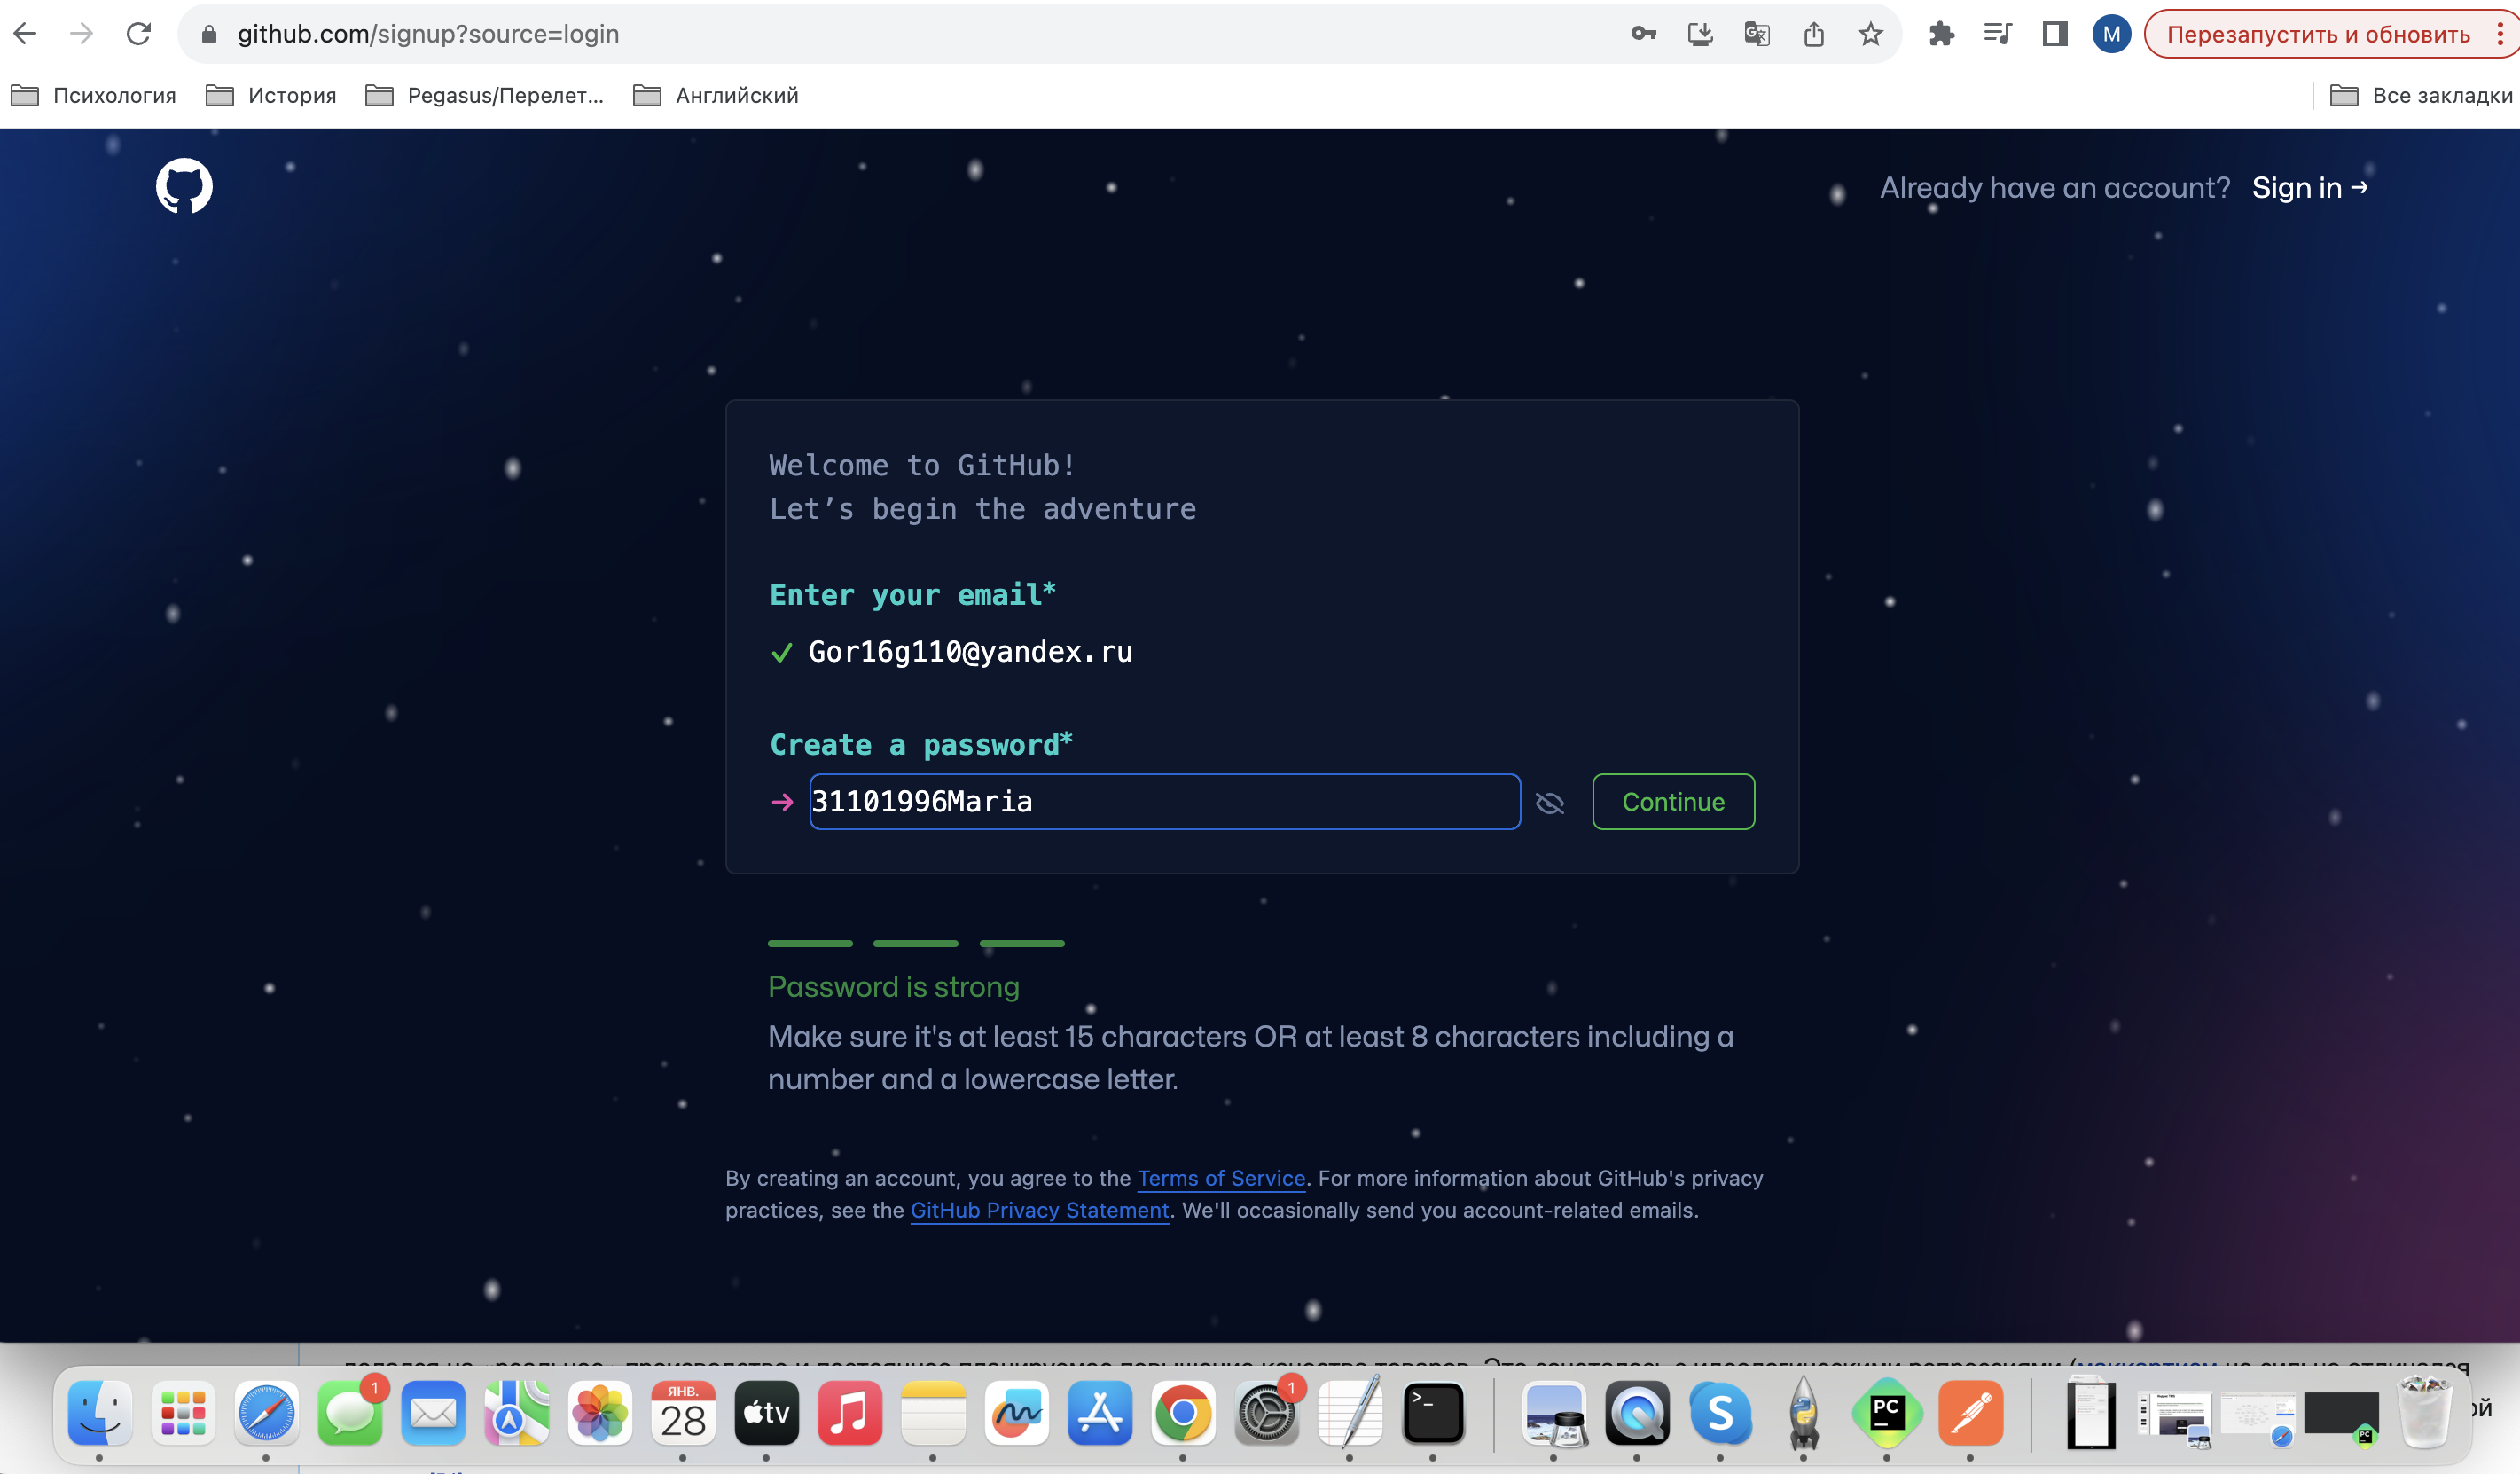 github.com/signup?source=login
M
Перезапустить и обновить
Психология
История
Pegasus/Перелет...
Английский
Все закладки
Already have an account? Sign in →
Welcome to GitHub!
Let’s begin the adventure
Enter your email*
✓ Gor16g110@yandex.ru
Create a password*
→ 31101996Maria
Continue
Password is strong
Make sure it's at least 15 characters OR at least 8 characters including a
number and a lowercase letter.
By creating an account, you agree to the Terms of Service. For more information about GitHub's privacy
practices, see the GitHub Privacy Statement. We'll occasionally send you account-related emails.
1
ЯНВ.
28
tv
1
>_
S
PC